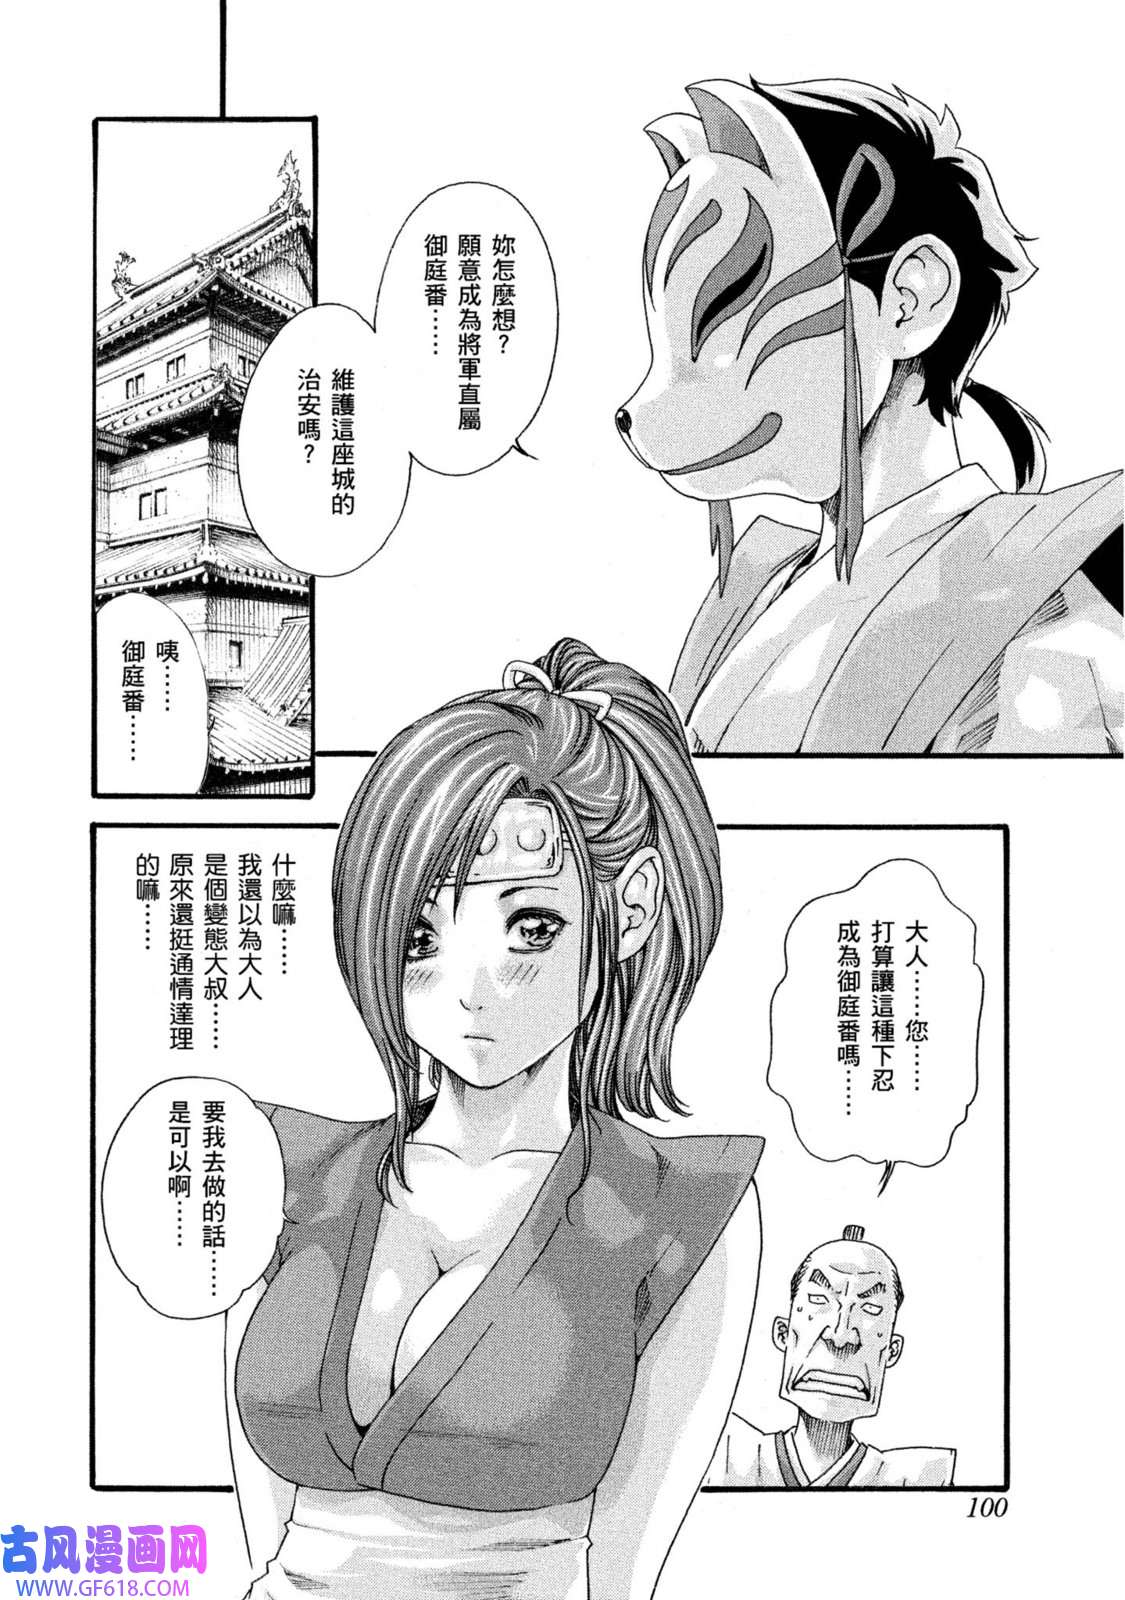 妳怎麼想？
願意成為將軍直屬
御庭番……
維護這座城的
治安嗎？
咦……
御庭番……
大人……您……
打算讓這種下忍
成為御庭番嗎……
什麼嘛……
我還以為大人
是個變態大叔……
原來還挺通情達理
的嘛……
要我去做的話……
是可以啊……
100
古风漫画网
WWW.GF618.COM